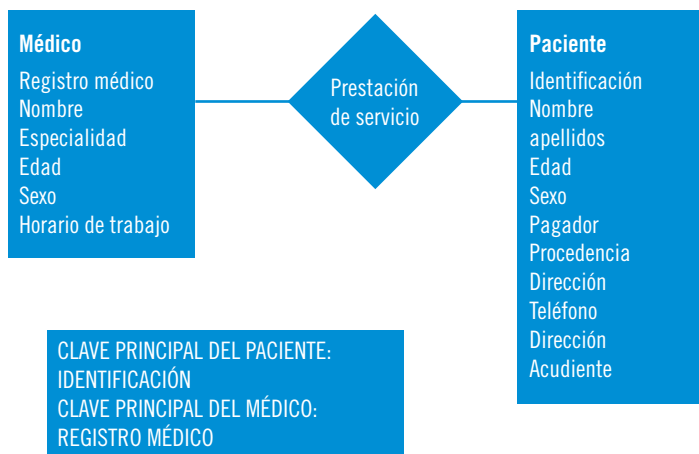 Médico
Registro médico
Nombre
Especialidad
Edad
Sexo
Horario de trabajo
Prestación
de servicio
Paciente
Identificación
Nombre
apellidos
Edad
Sexo
Pagador
Procedencia
Dirección
Teléfono
Dirección
Acudiente
CLAVE PRINCIPAL DEL PACIENTE:
IDENTIFICACIÓN
CLAVE PRINCIPAL DEL MÉDICO:
REGISTRO MÉDICO